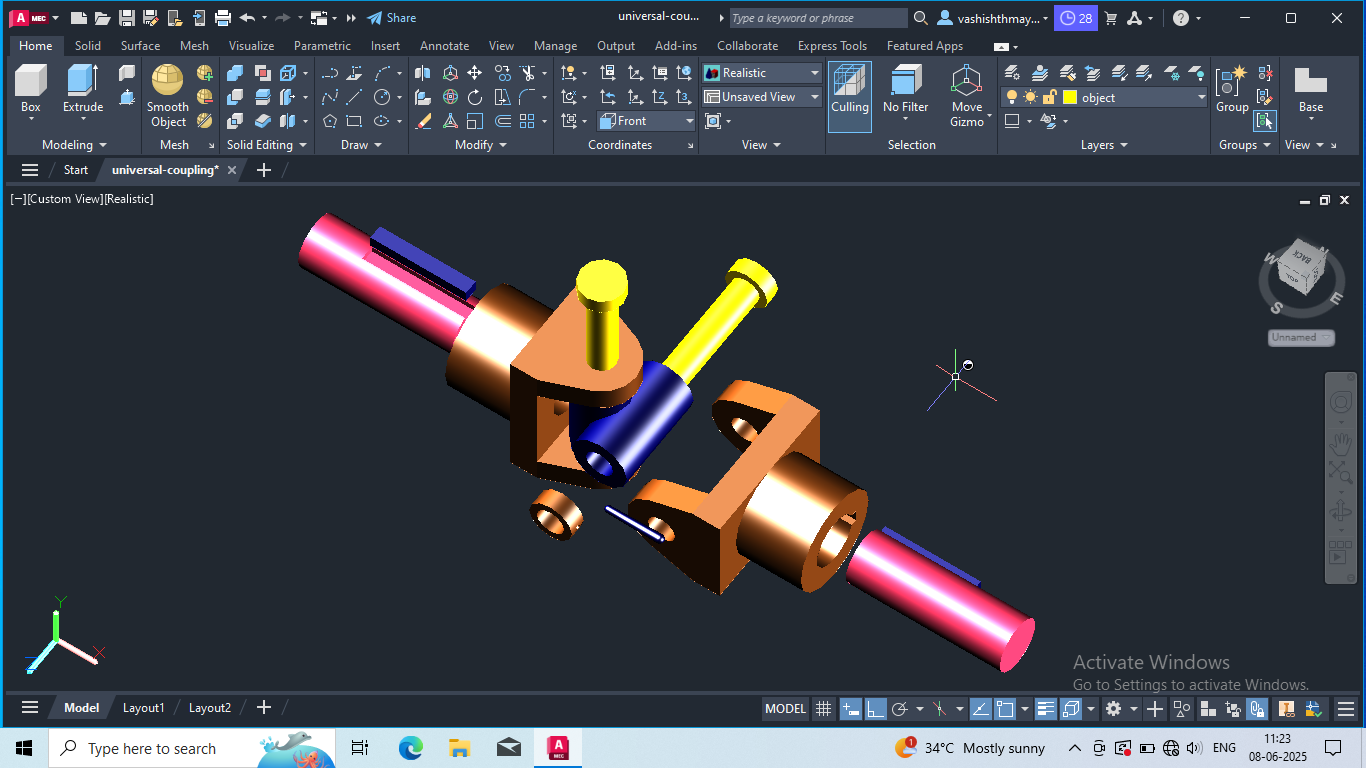 A MEC Share universal-cou... Type a keyword or phrase vashishthmay... 28
Home Solid Surface Mesh Visualize Parametric Insert Annotate View Manage Output Add-ins Collaborate Express Tools Featured Apps
Realistic
Unsaved View
object
Front
Box Extrude Smooth Object Culling No Filter Move Gizmo Group Base
Modeling Mesh Solid Editing Draw Modify Coordinates View Selection Layers Groups View
Start universal-coupling*
[−][Custom View][Realistic]
W N BACK TOP S E
Unnamed
Y
X
Activate Windows
Go to Settings to activate Windows.
Model Layout1 Layout2 MODEL
Type here to search A MEC 1 34°C Mostly sunny ENG 11:23
08-06-2025